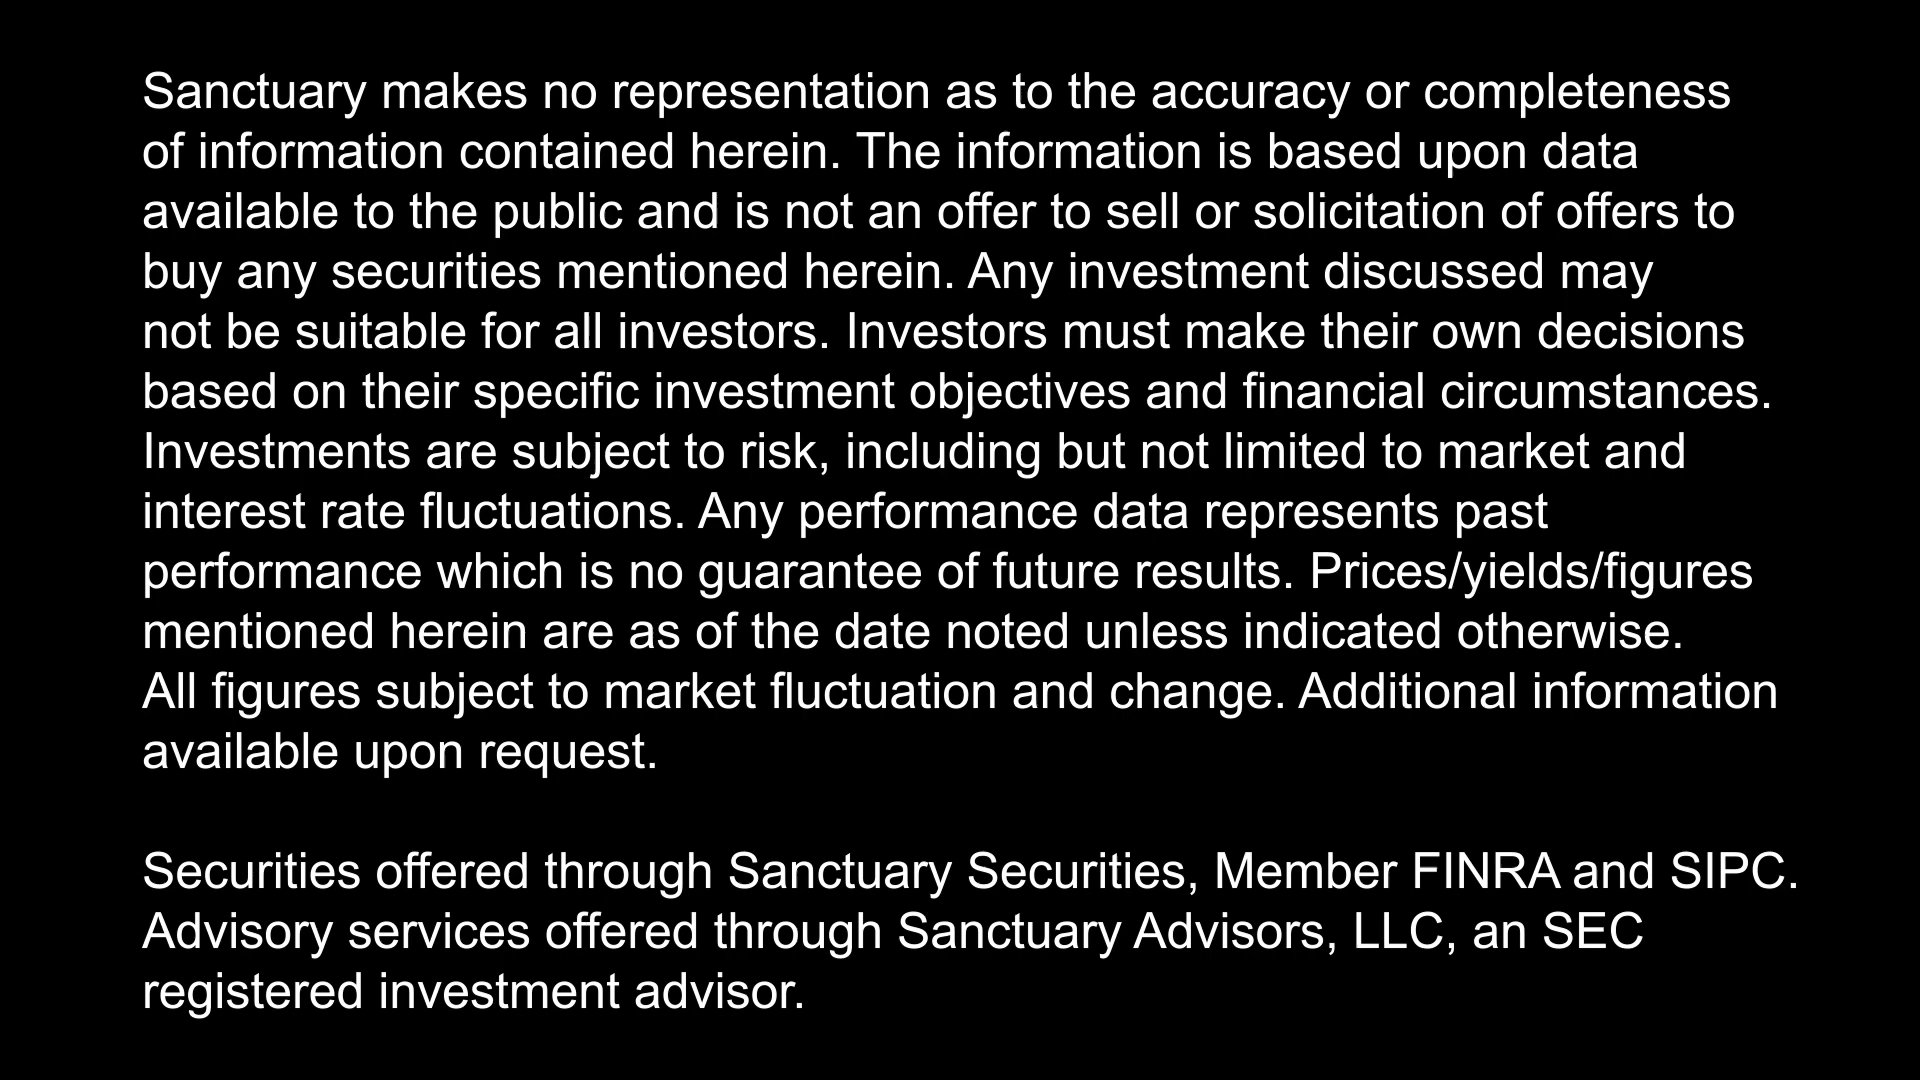 Sanctuary makes no representation as to the accuracy or completeness
of information contained herein. The information is based upon data
available to the public and is not an offer to sell or solicitation of offers to
buy any securities mentioned herein. Any investment discussed may
not be suitable for all investors. Investors must make their own decisions
based on their specific investment objectives and financial circumstances.
Investments are subject to risk, including but not limited to market and
interest rate fluctuations. Any performance data represents past
performance which is no guarantee of future results. Prices/yields/figures
mentioned herein are as of the date noted unless indicated otherwise.
All figures subject to market fluctuation and change. Additional information
available upon request.
Securities offered through Sanctuary Securities, Member FINRA and SIPC.
Advisory services offered through Sanctuary Advisors, LLC, an SEC
registered investment advisor.